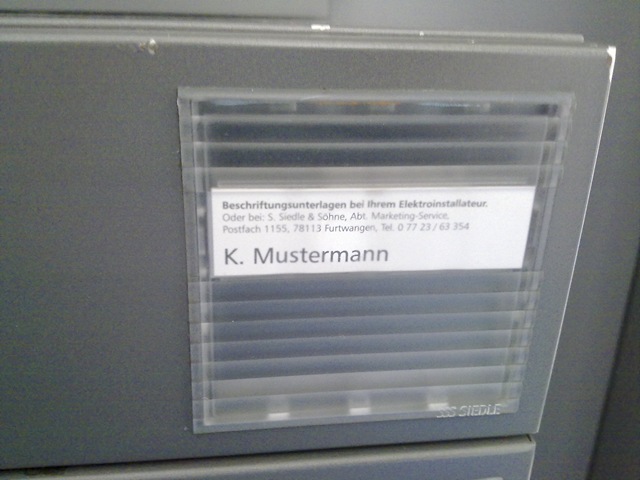 Beschriftungsunterlagen bei Ihrem Elektroinstallateur.
Oder bei: S. Siedle & Söhne, Abt. Marketing-Service,
Postfach 1155, 78113 Furtwangen, Tel. 0 77 23 / 63 354
K. Mustermann
SSS SIEDLE